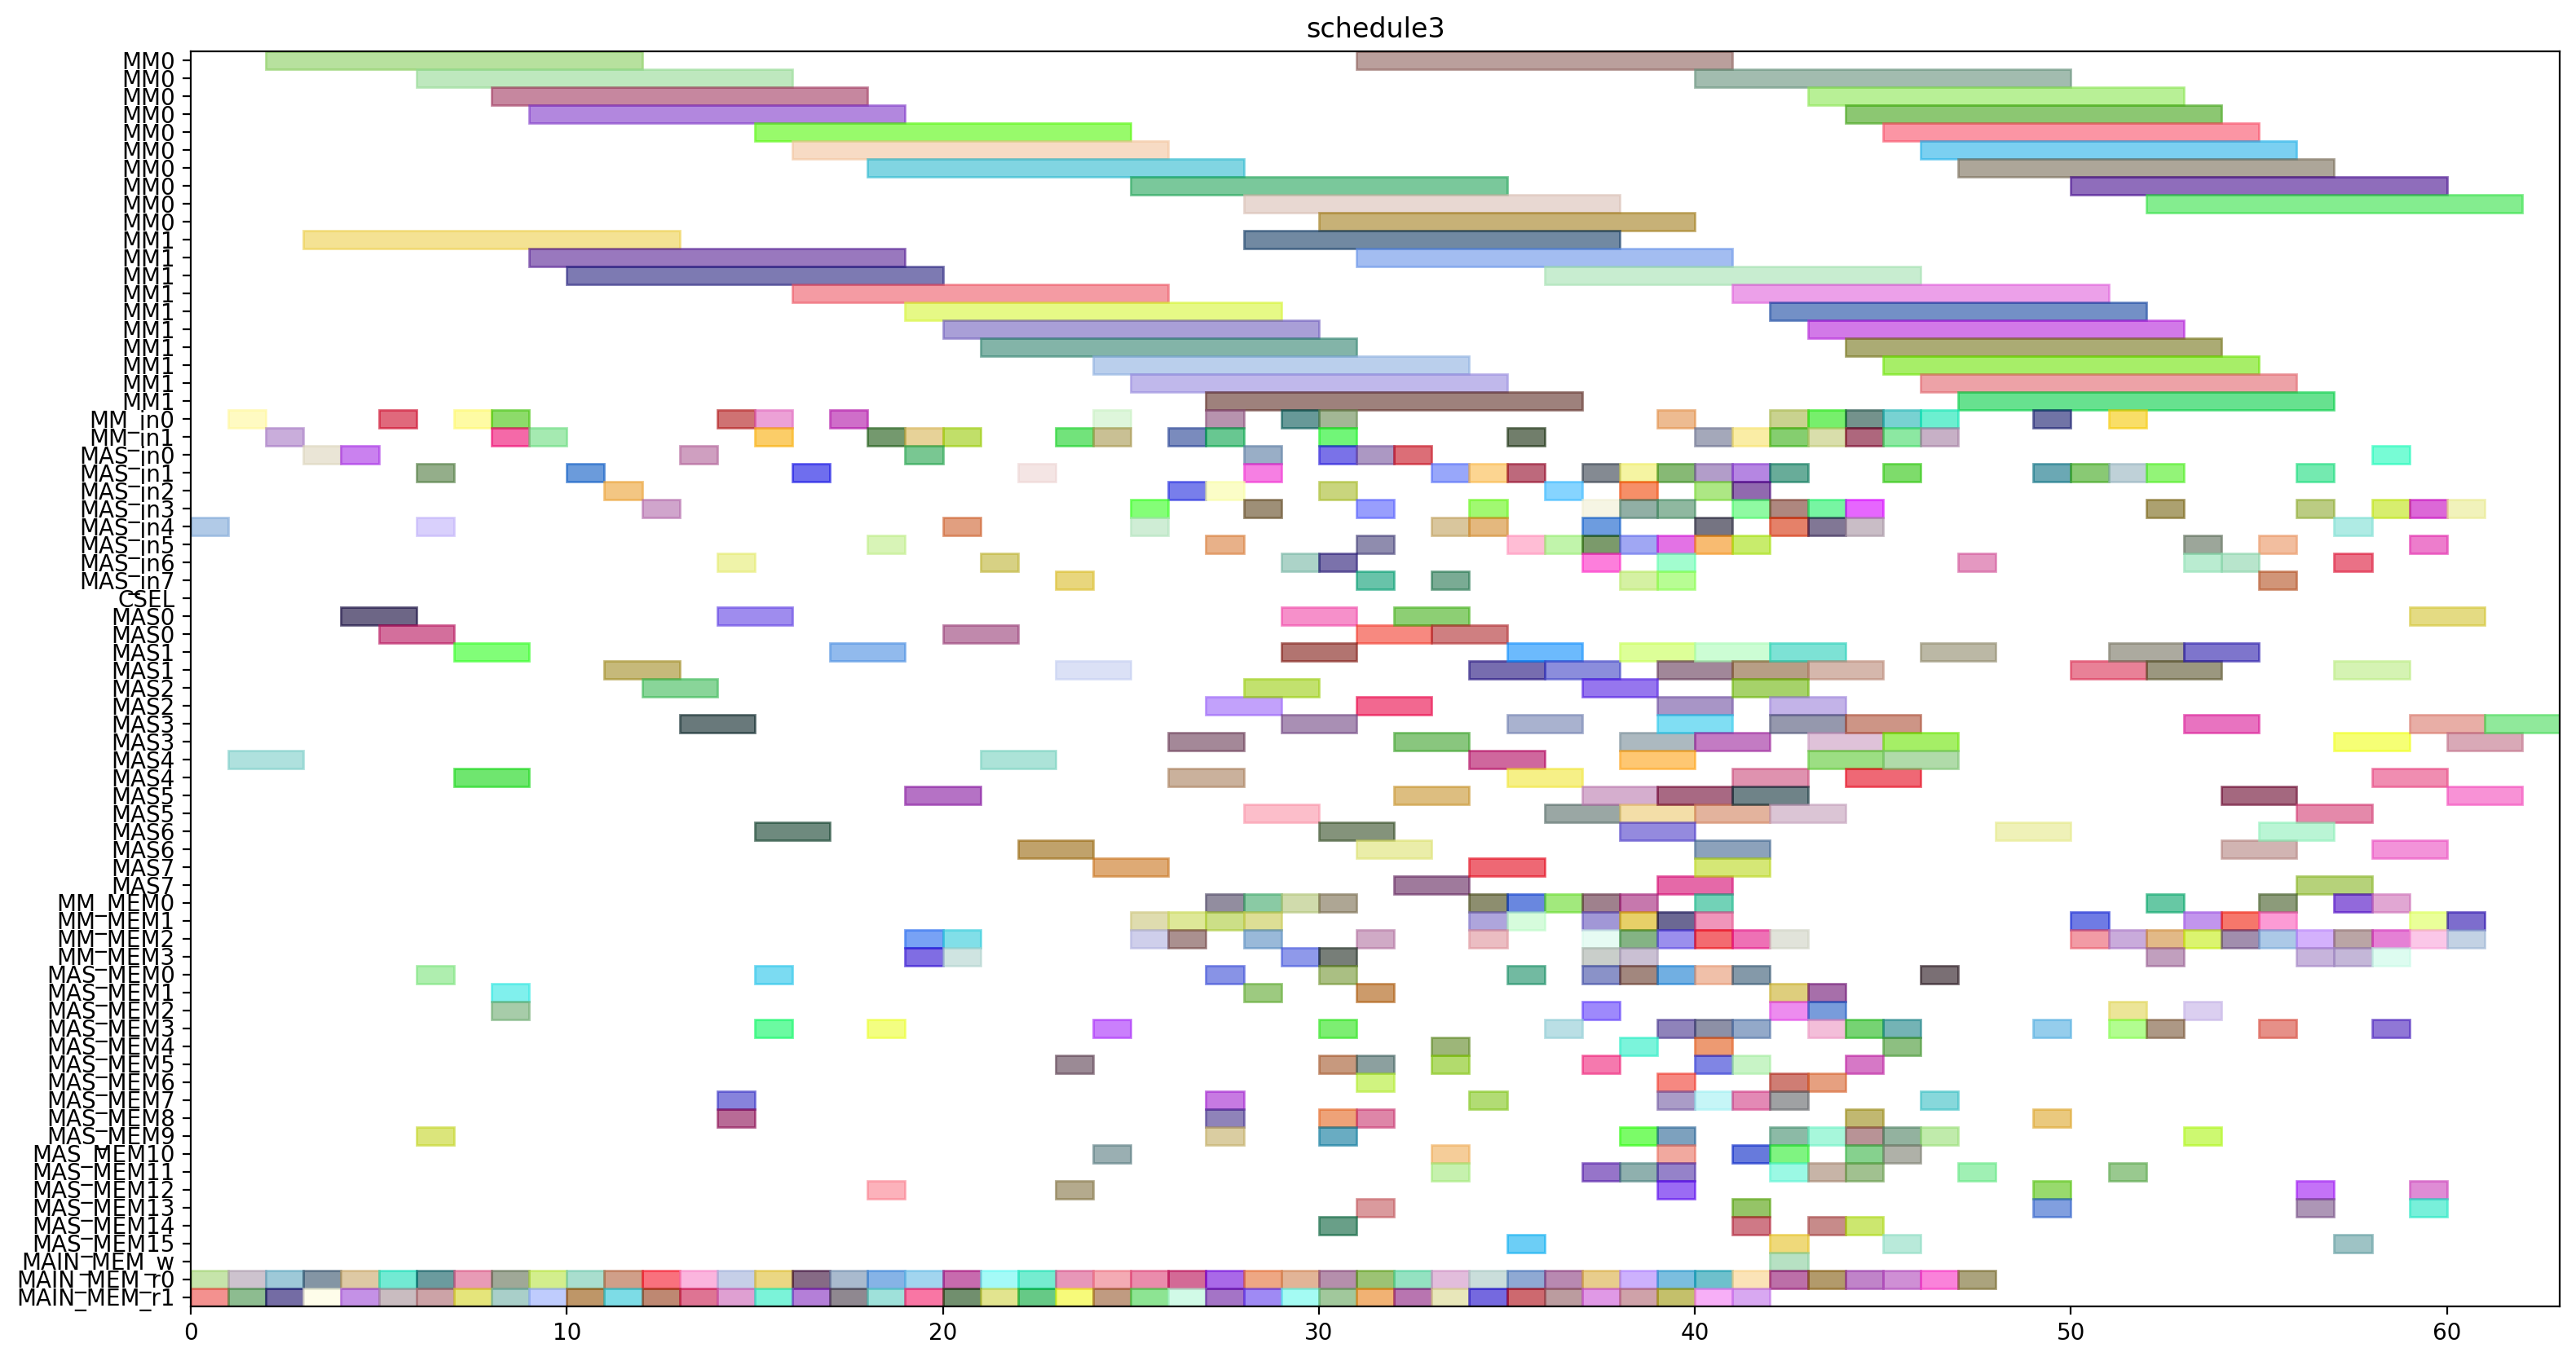 schedule3
MM0
MM0
MM0
MM0
MM0
MM0
MM0
MM0
MM0
MM0
MM1
MM1
MM1
MM1
MM1
MM1
MM1
MM1
MM1
MM1
MM_in0
MM_in1
MAS_in0
MAS_in1
MAS_in2
MAS_in3
MAS_in4
MAS_in5
MAS_in6
MAS_in7
CSEL
MAS0
MAS0
MAS1
MAS1
MAS2
MAS2
MAS3
MAS3
MAS4
MAS4
MAS5
MAS5
MAS6
MAS6
MAS7
MAS7
MM_MEM0
MM_MEM1
MM_MEM2
MM_MEM3
MAS_MEM0
MAS_MEM1
MAS_MEM2
MAS_MEM3
MAS_MEM4
MAS_MEM5
MAS_MEM6
MAS_MEM7
MAS_MEM8
MAS_MEM9
MAS_MEM10
MAS_MEM11
MAS_MEM12
MAS_MEM13
MAS_MEM14
MAS_MEM15
MAIN_MEM_w
MAIN_MEM_r0
MAIN_MEM_r1
0 10 20 30 40 50 60